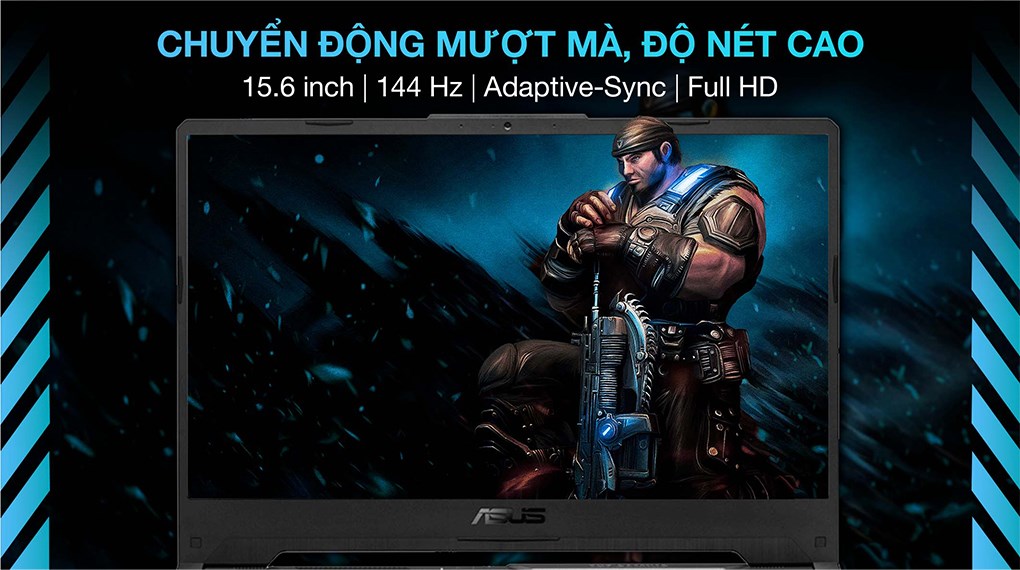 CHUYỂN ĐỘNG MƯỢT MÀ, ĐỘ NÉT CAO
15.6 inch | 144 Hz | Adaptive-Sync | Full HD
ASUS